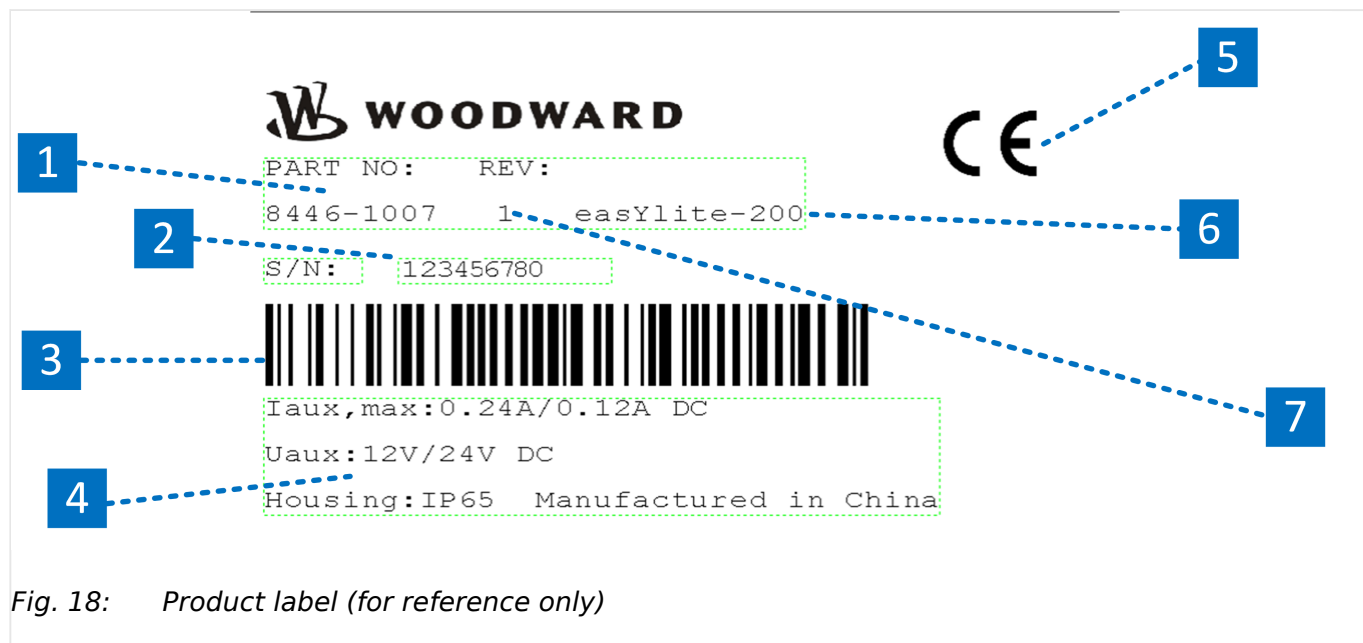 5
WOODWARD
CE
1
PART NO: REV:
8446-1007 1 easYlite-200
6
2
S/N: 123456780
3
Iaux,max:0.24A/0.12A DC
7
Uaux:12V/24V DC
4
Housing:IP65 Manufactured in China
Fig. 18: Product label (for reference only)